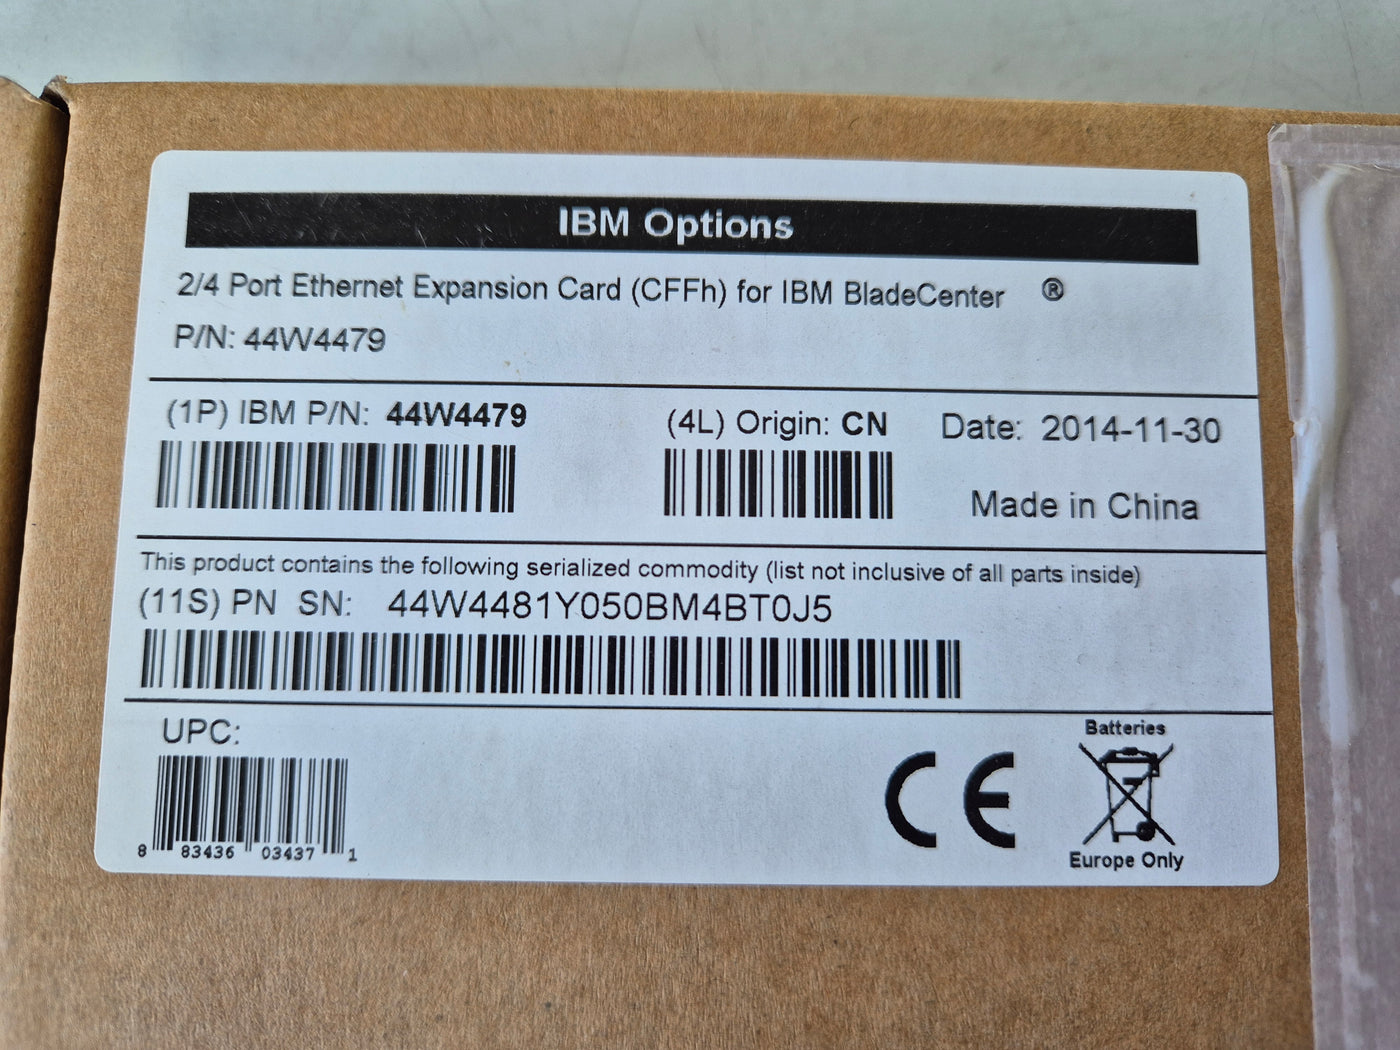 IBM Options
2/4 Port Ethernet Expansion Card (CFFh) for IBM BladeCenter ®
P/N: 44W4479
(1P) IBM P/N: 44W4479
(4L) Origin: CN
Date: 2014-11-30
Made in China
This product contains the following serialized commodity (list not inclusive of all parts inside)
(11S) PN SN: 44W4481Y050BM4BT0J5
UPC:
8 83436 03437 1
CE
Batteries
Europe Only